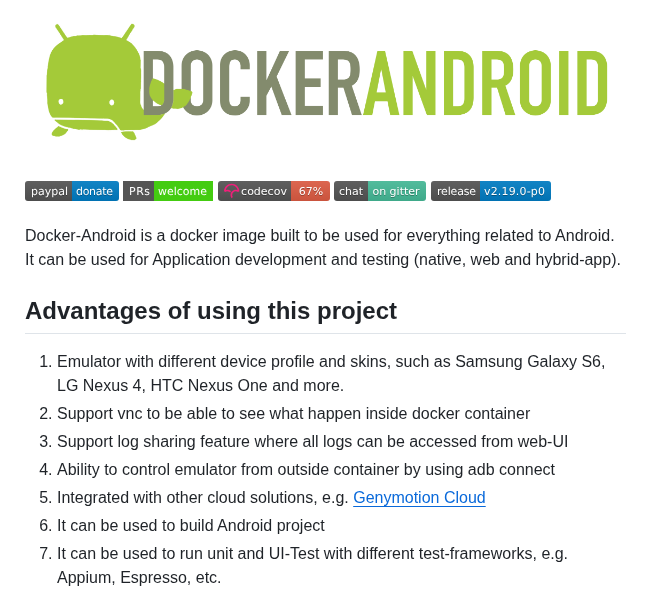 DOCKERANDROID
paypal donate PRs welcome codecov 67% chat on gitter release v2.19.0-p0
Docker-Android is a docker image built to be used for everything related to Android.
It can be used for Application development and testing (native, web and hybrid-app).
Advantages of using this project
1. Emulator with different device profile and skins, such as Samsung Galaxy S6,
LG Nexus 4, HTC Nexus One and more.
2. Support vnc to be able to see what happen inside docker container
3. Support log sharing feature where all logs can be accessed from web-UI
4. Ability to control emulator from outside container by using adb connect
5. Integrated with other cloud solutions, e.g. Genymotion Cloud
6. It can be used to build Android project
7. It can be used to run unit and UI-Test with different test-frameworks, e.g.
Appium, Espresso, etc.